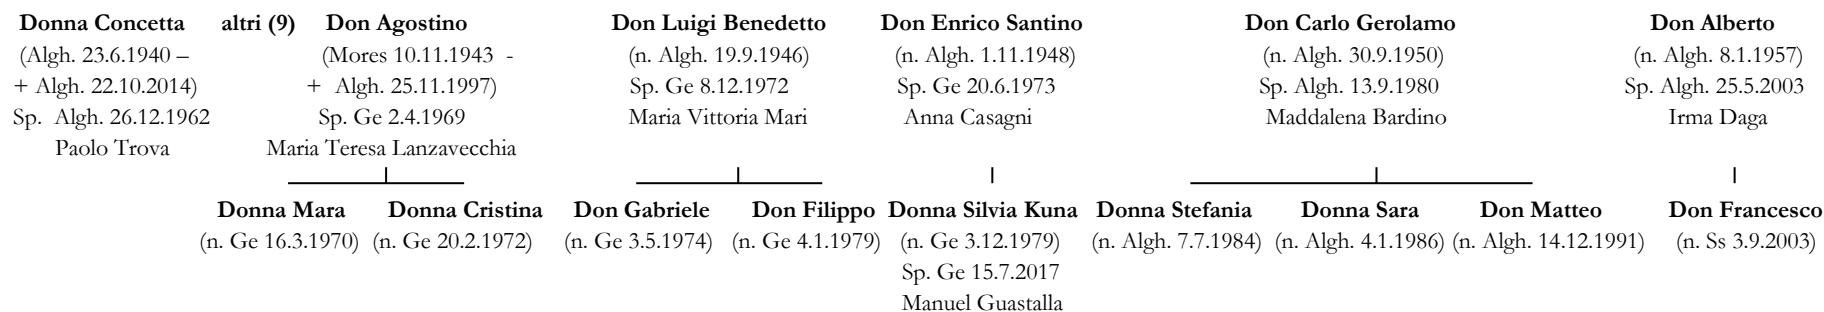 Donna Concetta altri (9) Don Agostino Don Luigi Benedetto Don Enrico Santino Don Carlo Gerolamo Don Alberto
(Algh. 23.6.1940 – (Mores 10.11.1943 - (n. Algh. 19.9.1946) (n. Algh. 1.11.1948) (n. Algh. 30.9.1950) (n. Algh. 8.1.1957)
+ Algh. 22.10.2014) + Algh. 25.11.1997) Sp. Ge 8.12.1972 Sp. Ge 20.6.1973 Sp. Algh. 13.9.1980 Sp. Algh. 25.5.2003
Sp. Algh. 26.12.1962 Sp. Ge 2.4.1969 Maria Vittoria Mari Anna Casagni Maddalena Bardino Irma Daga
Paolo Trova Maria Teresa Lanzavecchia
Donna Mara Donna Cristina Don Gabriele Don Filippo Donna Silvia Kuna Donna Stefania Donna Sara Don Matteo Don Francesco
(n. Ge 16.3.1970) (n. Ge 20.2.1972) (n. Ge 3.5.1974) (n. Ge 4.1.1979) (n. Ge 3.12.1979) (n. Algh. 7.7.1984) (n. Algh. 4.1.1986) (n. Algh. 14.12.1991) (n. Ss 3.9.2003)
Sp. Ge 15.7.2017
Manuel Guastalla